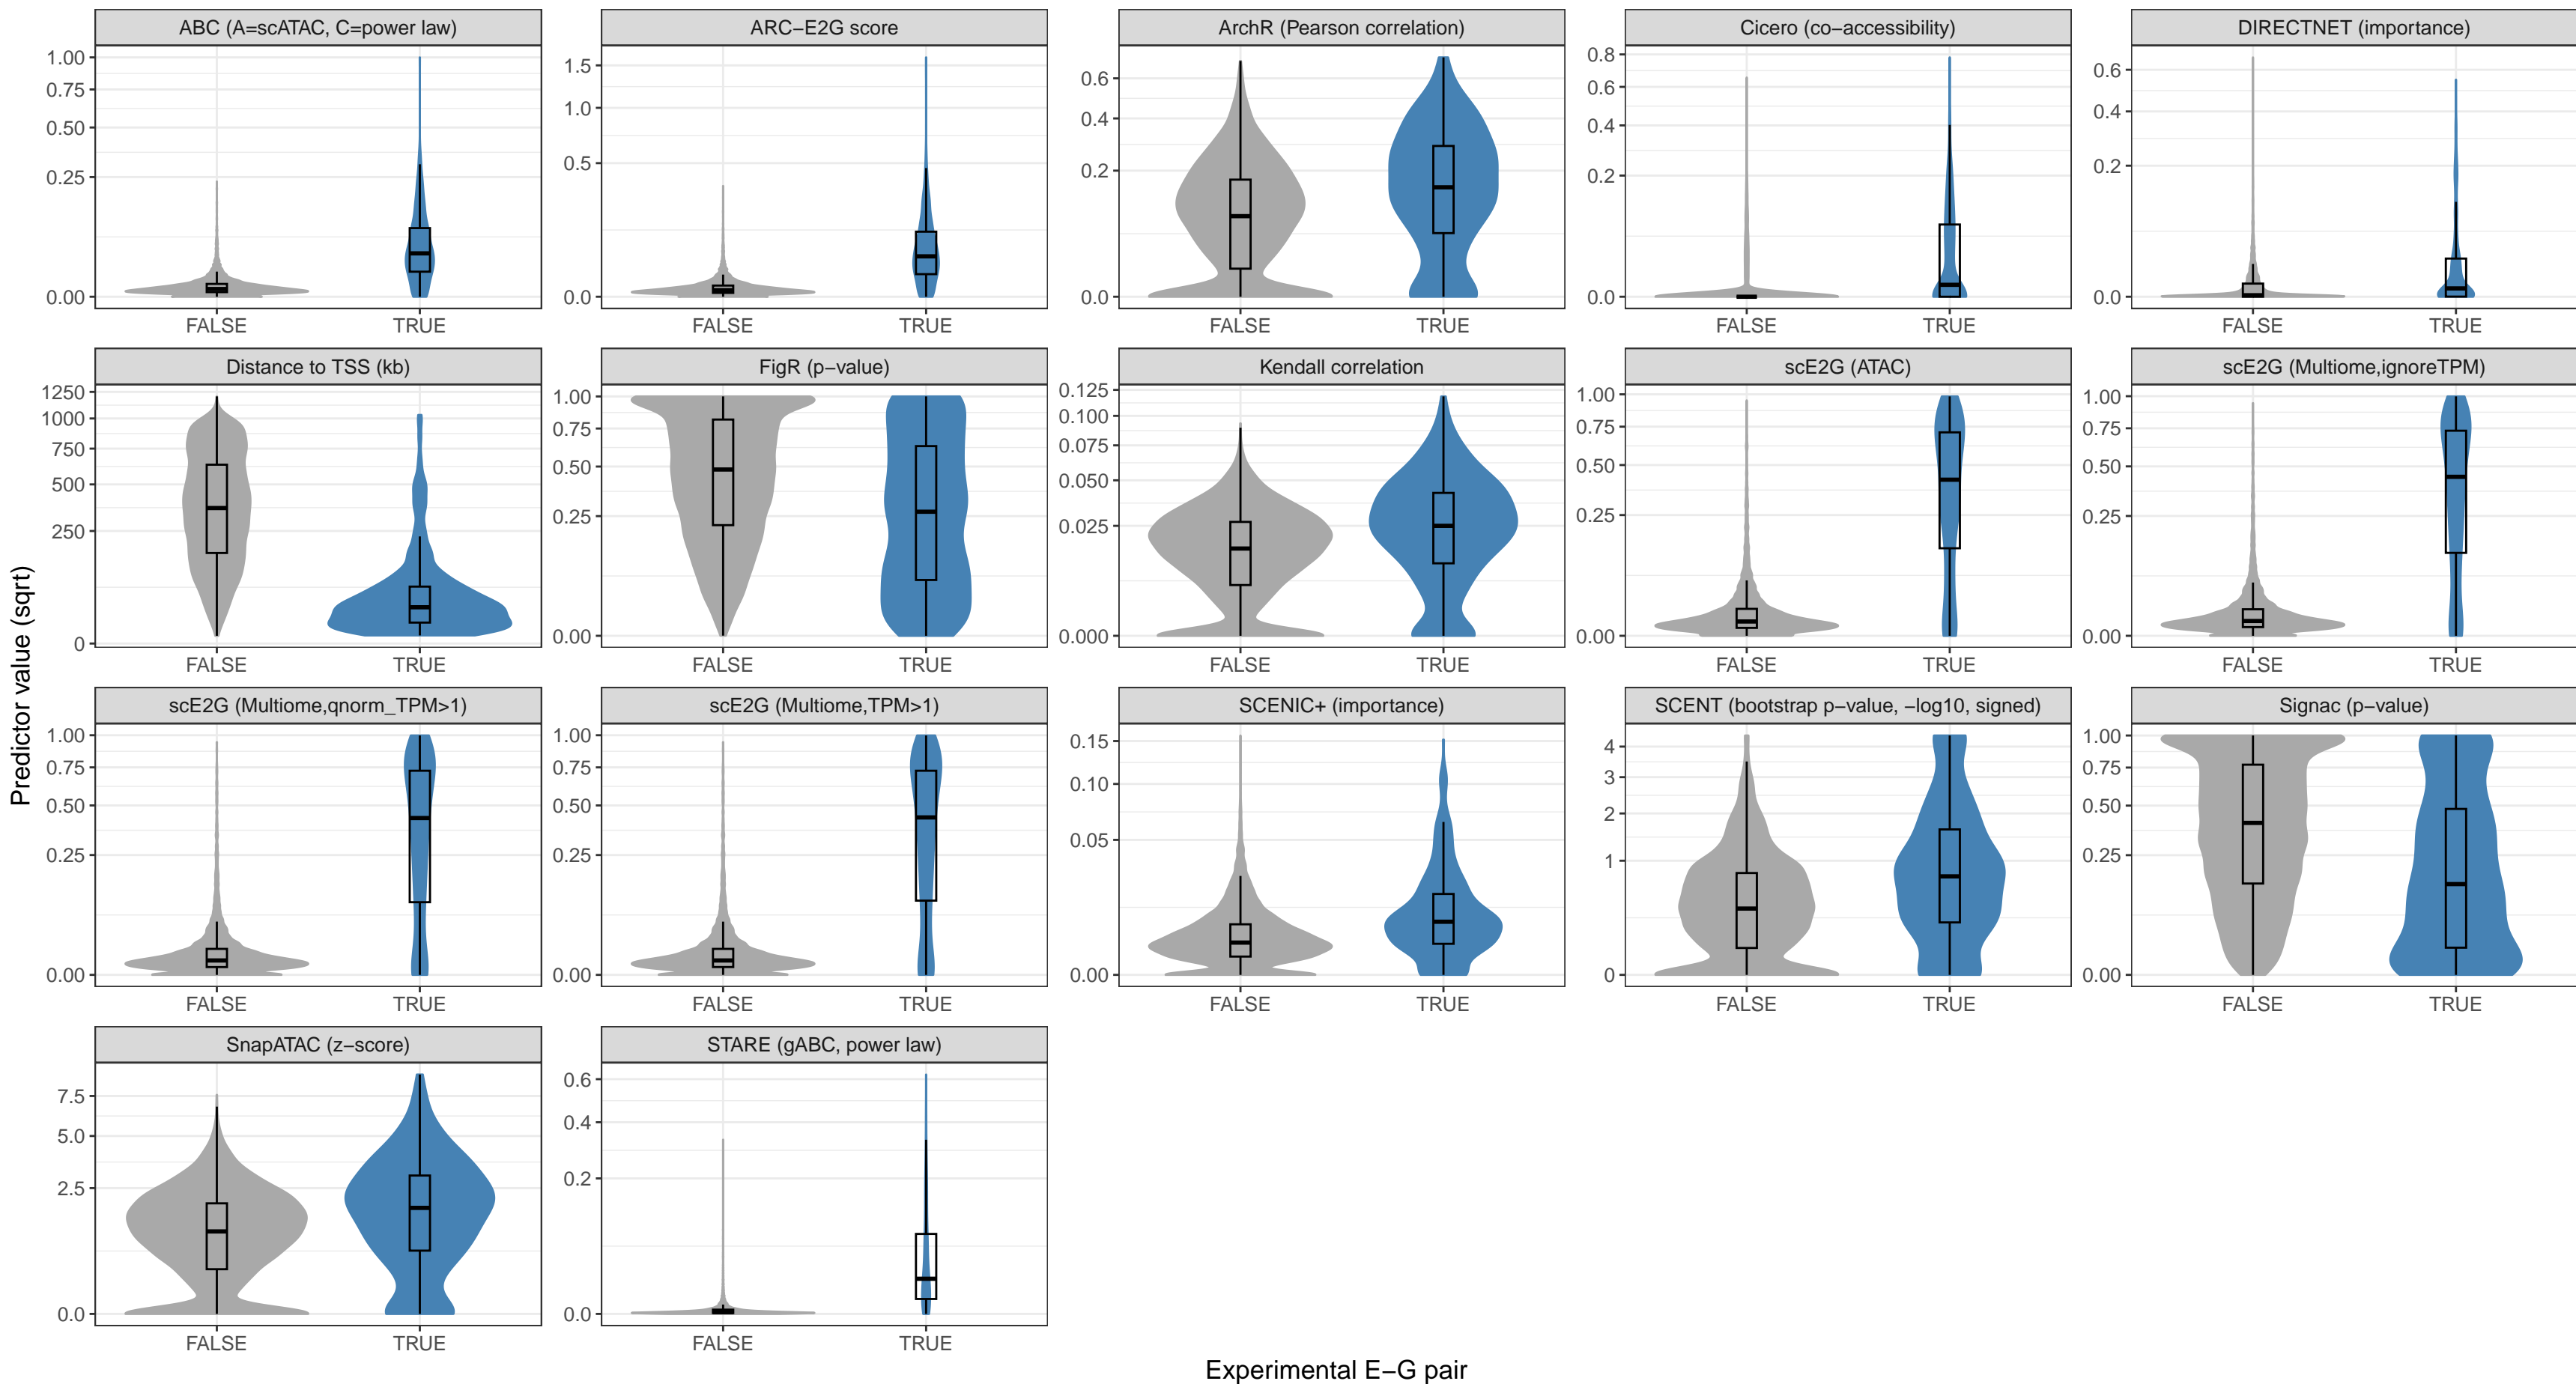 ABC (A=scATAC, C=power law)
ARC−E2G score
ArchR (Pearson correlation)
Cicero (co−accessibility)
DIRECTNET (importance)
1.00
0.75
0.50
0.25
0.00
FALSE
TRUE
1.5
1.0
0.5
0.0
FALSE
TRUE
0.6
0.4
0.2
0.0
FALSE
TRUE
0.8
0.6
0.4
0.2
0.0
FALSE
TRUE
0.6
0.4
0.2
0.0
FALSE
TRUE
Distance to TSS (kb)
FigR (p−value)
Kendall correlation
scE2G (ATAC)
scE2G (Multiome,ignoreTPM)
1250
1000
750
500
250
0
FALSE
TRUE
1.00
0.75
0.50
0.25
0.00
FALSE
TRUE
0.125
0.100
0.075
0.050
0.025
0.000
FALSE
TRUE
1.00
0.75
0.50
0.25
0.00
FALSE
TRUE
1.00
0.75
0.50
0.25
0.00
FALSE
TRUE
Predictor value (sqrt)
scE2G (Multiome,qnorm_TPM>1)
scE2G (Multiome,TPM>1)
SCENIC+ (importance)
SCENT (bootstrap p−value, −log10, signed)
Signac (p−value)
1.00
0.75
0.50
0.25
0.00
FALSE
TRUE
1.00
0.75
0.50
0.25
0.00
FALSE
TRUE
0.15
0.10
0.05
0.00
FALSE
TRUE
4
3
2
1
0
FALSE
TRUE
1.00
0.75
0.50
0.25
0.00
FALSE
TRUE
SnapATAC (z−score)
STARE (gABC, power law)
7.5
5.0
2.5
0.0
FALSE
TRUE
0.6
0.4
0.2
0.0
FALSE
TRUE
Experimental E−G pair